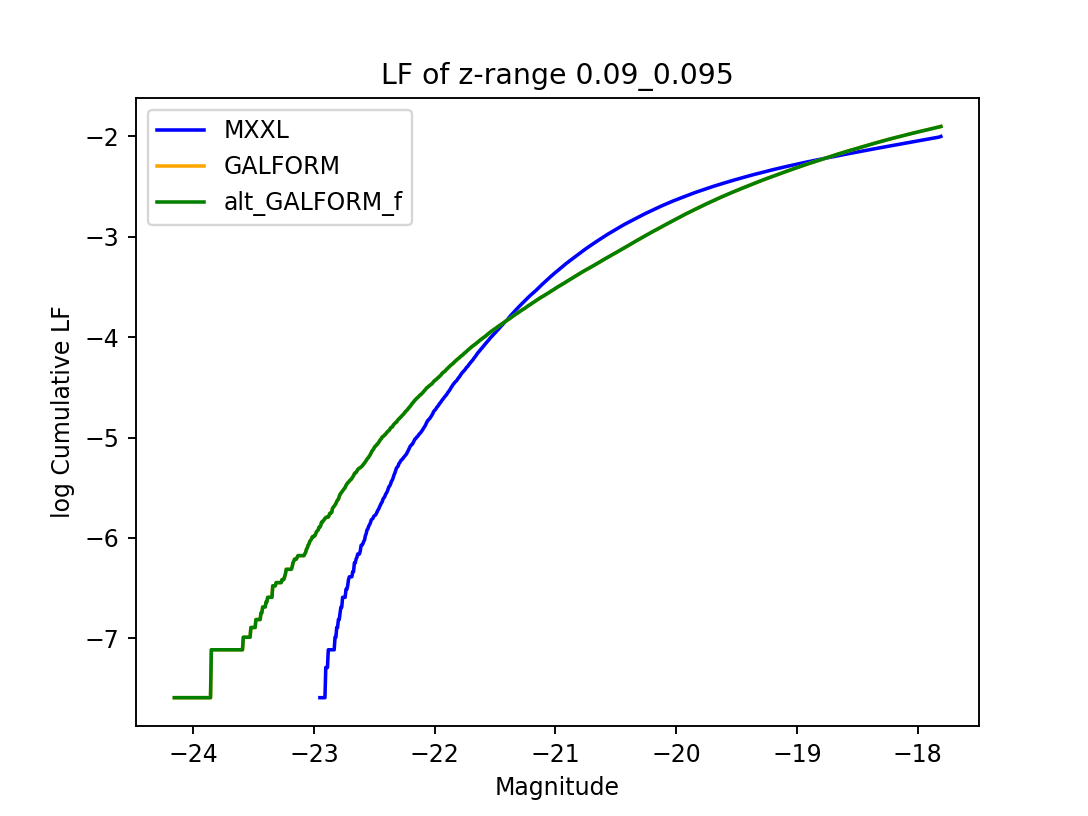 LF of z-range 0.09_0.095
MXXL
GALFORM
alt_GALFORM_f
−2
−3
−4
−5
−6
−7
log Cumulative LF
−24 −23 −22 −21 −20 −19 −18
Magnitude